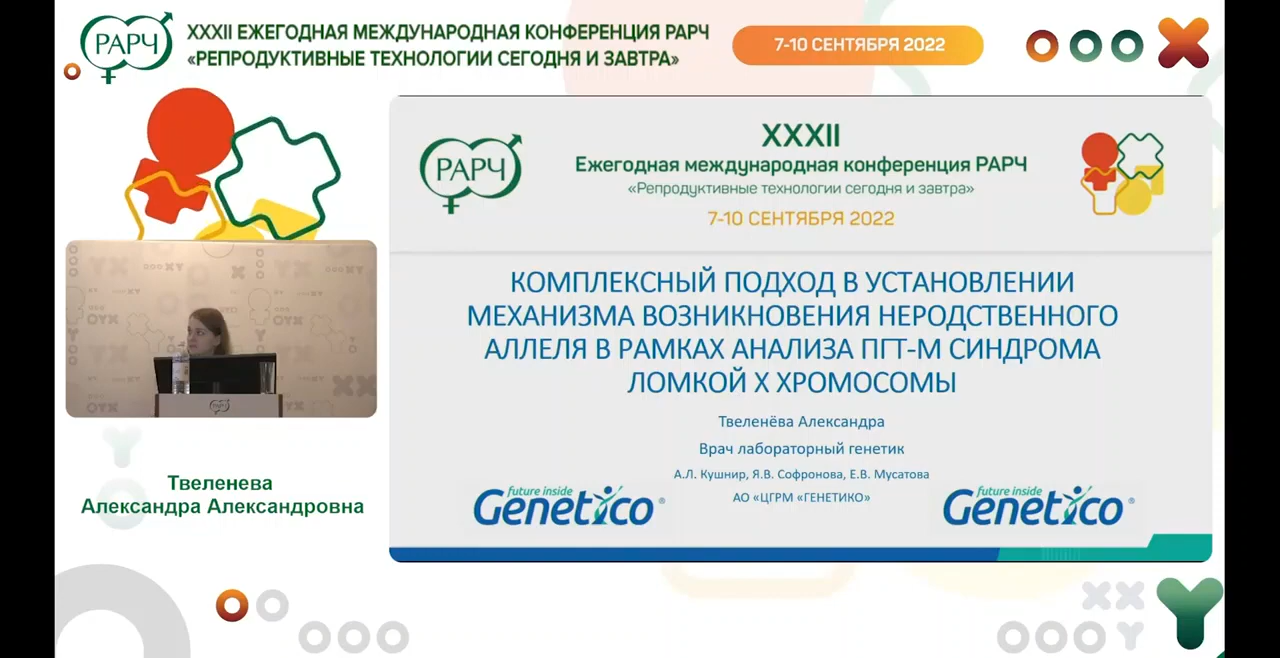 РАРЧ
XXXII ЕЖЕГОДНАЯ МЕЖДУНАРОДНАЯ КОНФЕРЕНЦИЯ РАРЧ
«РЕПРОДУКТИВНЫЕ ТЕХНОЛОГИИ СЕГОДНЯ И ЗАВТРА»
7-10 СЕНТЯБРЯ 2022
РАРЧ
XXXII
Ежегодная международная конференция РАРЧ
«Репродуктивные технологии сегодня и завтра»
7-10 СЕНТЯБРЯ 2022
КОМПЛЕКСНЫЙ ПОДХОД В УСТАНОВЛЕНИИ
МЕХАНИЗМА ВОЗНИКНОВЕНИЯ НЕРОДСТВЕННОГО
АЛЛЕЛЯ В РАМКАХ АНАЛИЗА ПГТ-М СИНДРОМА
ЛОМКОЙ Х ХРОМОСОМЫ
Твеленёва Александра
Врач лабораторный генетик
А.Л. Кушнир, Я.В. Софронова, Е.В. Мусатова
АО «ЦГРМ «ГЕНЕТИКО»
future inside
Genetico®
future inside
Genetico®
Твеленева
Александра Александровна